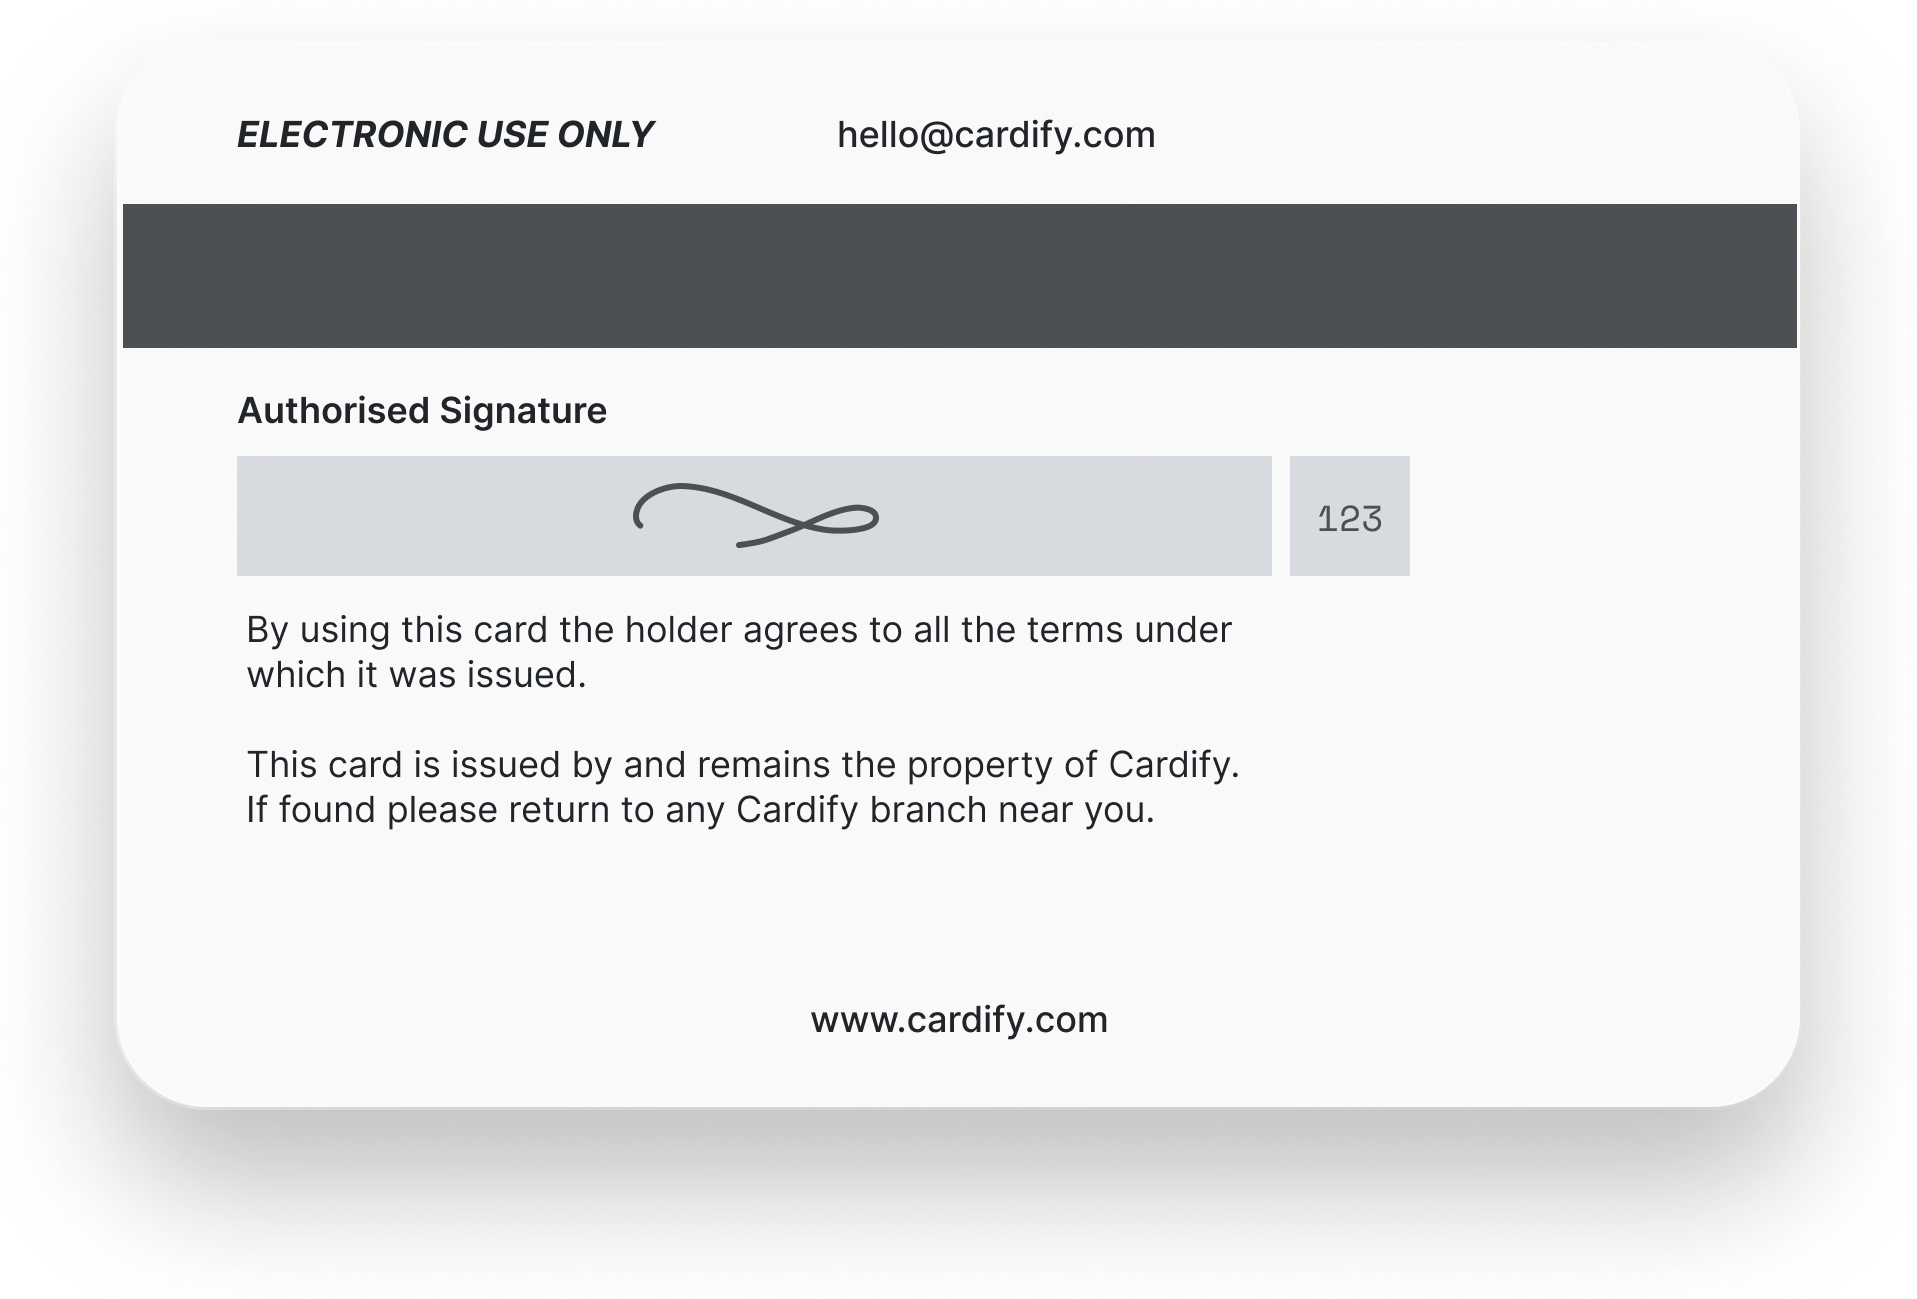 ELECTRONIC USE ONLY
hello@cardify.com
Authorised Signature
123
By using this card the holder agrees to all the terms under
which it was issued.
This card is issued by and remains the property of Cardify.
If found please return to any Cardify branch near you.
www.cardify.com